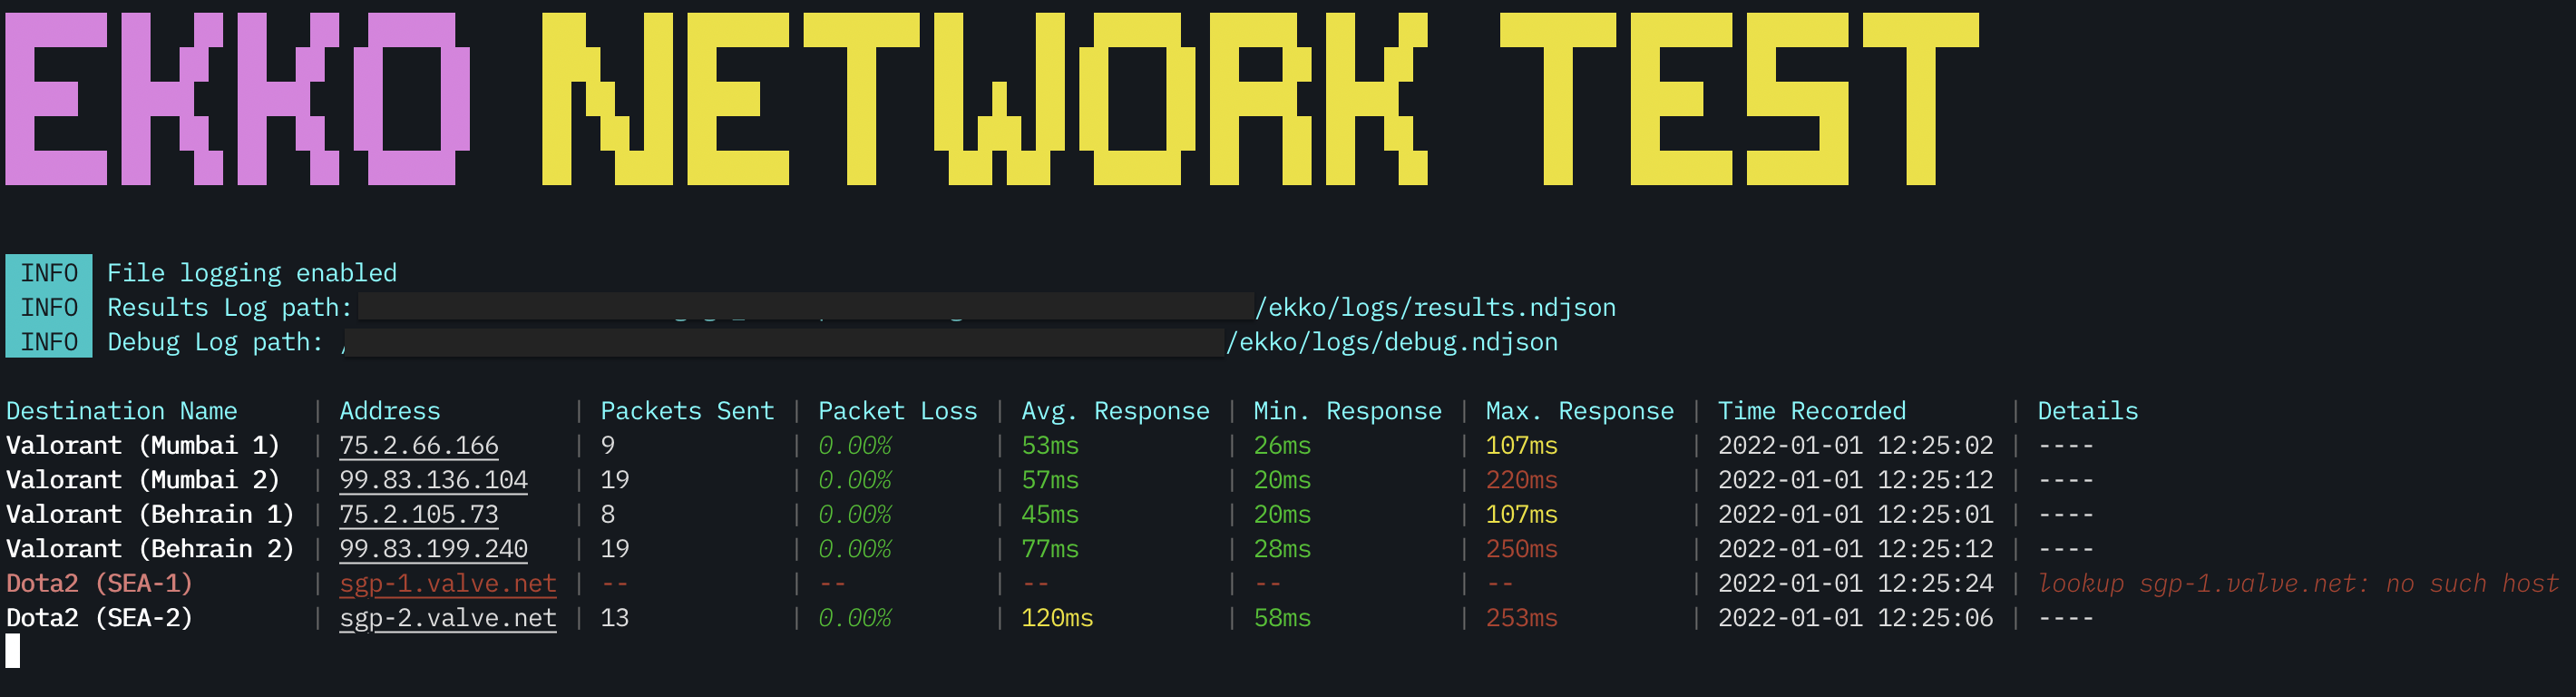 EKKO NETWORK TEST
INFO File logging enabled
INFO Results Log path: /ekko/logs/results.ndjson
INFO Debug Log path: / /ekko/logs/debug.ndjson
Destination Name | Address | Packets Sent | Packet Loss | Avg. Response | Min. Response | Max. Response | Time Recorded | Details
Valorant (Mumbai 1) | 75.2.66.166 | 9 | 0.00% | 53ms | 26ms | 107ms | 2022-01-01 12:25:02 | ----
Valorant (Mumbai 2) | 99.83.136.104 | 19 | 0.00% | 57ms | 20ms | 220ms | 2022-01-01 12:25:12 | ----
Valorant (Behrain 1) | 75.2.105.73 | 8 | 0.00% | 45ms | 20ms | 107ms | 2022-01-01 12:25:01 | ----
Valorant (Behrain 2) | 99.83.199.240 | 19 | 0.00% | 77ms | 28ms | 250ms | 2022-01-01 12:25:12 | ----
Dota2 (SEA-1) | sgp-1.valve.net | -- | -- | -- | -- | -- | 2022-01-01 12:25:24 | lookup sgp-1.valve.net: no such host
Dota2 (SEA-2) | sgp-2.valve.net | 13 | 0.00% | 120ms | 58ms | 253ms | 2022-01-01 12:25:06 | ----